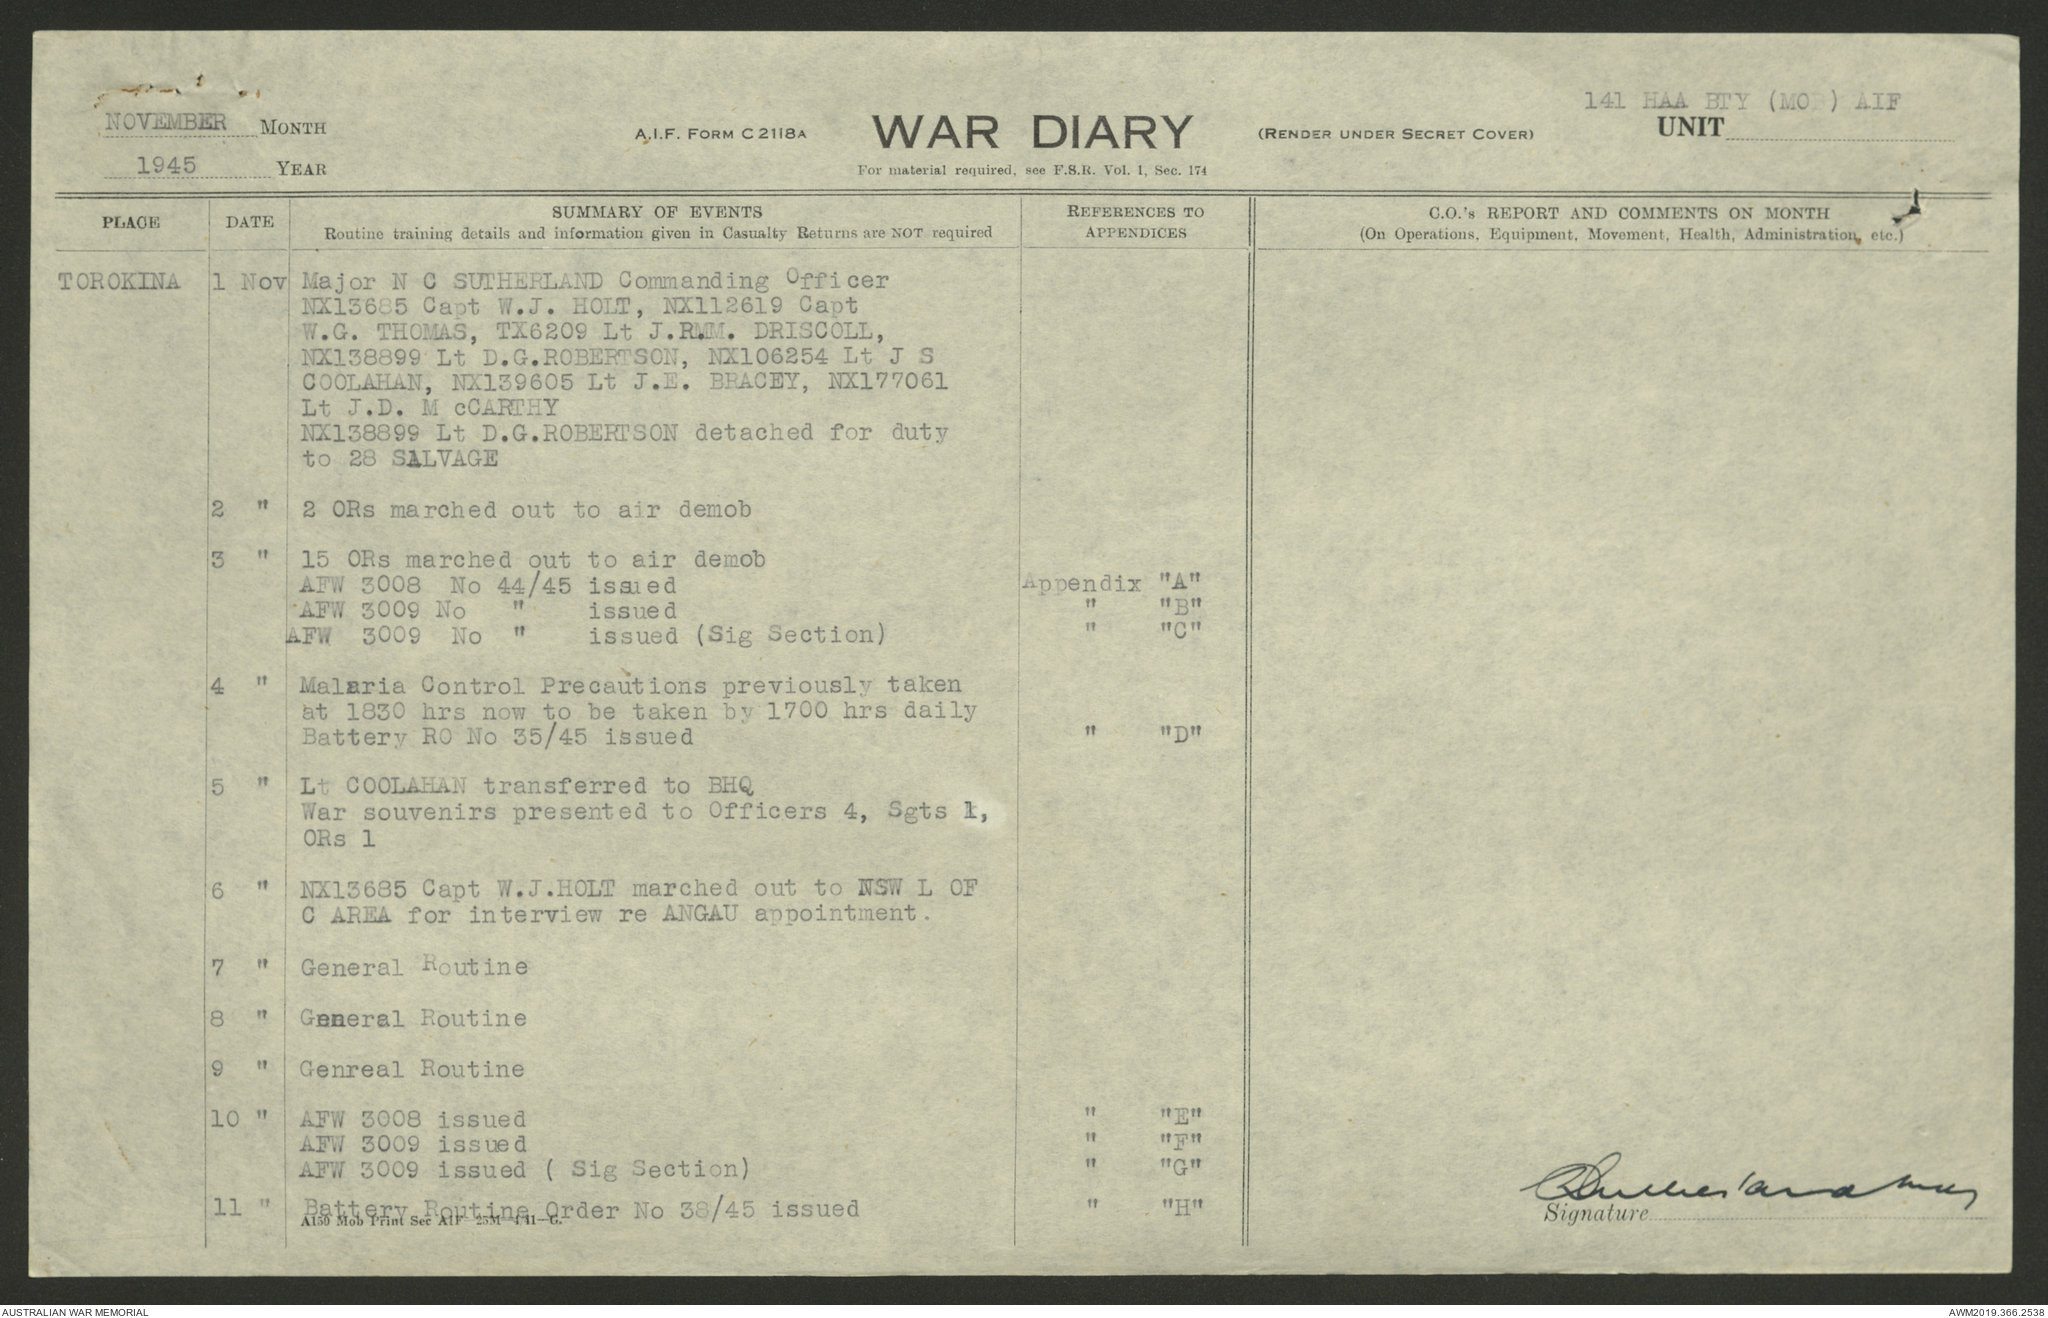 NOVEMBER MONTH
1945 YEAR
A.I.F. FORM C2118A
WAR DIARY
(RENDER UNDER SECRET COVER)
141 HAA BTY (MOB) AIF
UNIT
For material required, see F.S.R. Vol. 1, Sec. 174
PLACE DATE SUMMARY OF EVENTS REFERENCES TO C.O.'s REPORT AND COMMENTS ON MONTH
Routine training details and information given in Casualty Returns are NOT required APPENDICES (On Operations, Equipment, Movement, Health, Administration, etc.)
TOROKINA 1 Nov Major N C SUTHERLAND Commanding Officer
NX13685 Capt W.J. HOLT, NX112619 Capt
W.G. THOMAS, TX6209 Lt J.RMM. DRISCOLL,
NX138899 Lt D.G.ROBERTSON, NX106254 Lt J S
COOLAHAN, NX139605 Lt J.E. BRACEY, NX177061
Lt J.D. M cCARTHY
NX138899 Lt D.G.ROBERTSON detached for duty
to 28 SALVAGE
2 " 2 ORs marched out to air demob
3 " 15 ORs marched out to air demob
AFW 3008 No 44/45 issued Appendix "A"
AFW 3009 No " issued " "B"
AFW 3009 No " issued (Sig Section) " "C"
4 " Malaria Control Precautions previously taken
at 1830 hrs now to be taken by 1700 hrs daily
Battery RO No 35/45 issued " "D"
5 " Lt COOLAHAN transferred to BHQ
War souvenirs presented to Officers 4, Sgts 1,
ORs 1
6 " NX13685 Capt W.J.HOLT marched out to NSW L OF
C AREA for interview re ANGAU appointment.
7 " General Routine
8 " General Routine
9 " Genreal Routine
10 " AFW 3008 issued " "E"
AFW 3009 issued " "F"
AFW 3009 issued ( Sig Section) " "G"
11 " Battery Routine Order No 38/45 issued " "H"
A150 Mob Print Sec AIF
Signature
AUSTRALIAN WAR MEMORIAL
AWM2019.366.2538